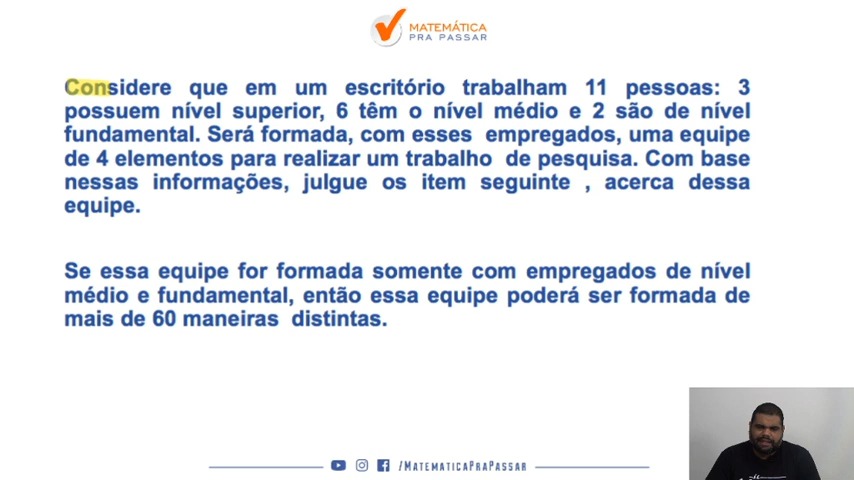 MATEMÁTICA
PRA PASSAR
Considere que em um escritório trabalham 11 pessoas: 3
possuem nível superior, 6 têm o nível médio e 2 são de nível
fundamental. Será formada, com esses empregados, uma equipe
de 4 elementos para realizar um trabalho de pesquisa. Com base
nessas informações, julgue os item seguinte , acerca dessa
equipe.
Se essa equipe for formada somente com empregados de nível
médio e fundamental, então essa equipe poderá ser formada de
mais de 60 maneiras distintas.
/MATEMATICAPRAPASSAR